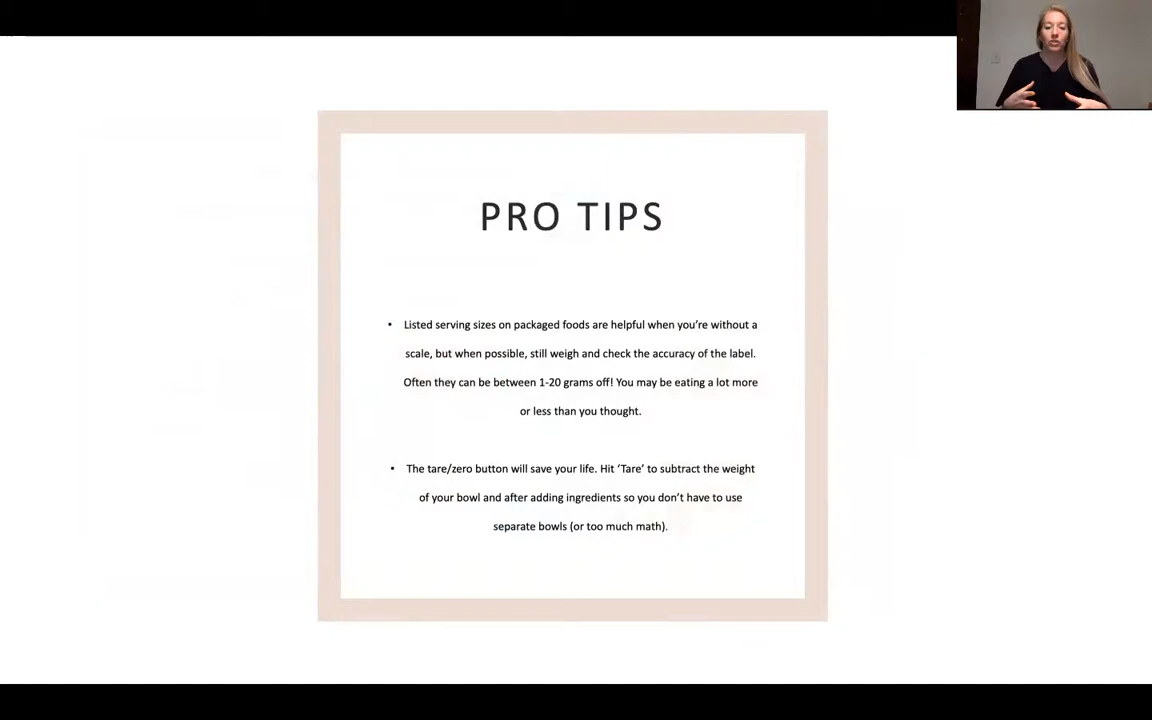 PRO TIPS
• Listed serving sizes on packaged foods are helpful when you're without a
scale, but when possible, still weigh and check the accuracy of the label.
Often they can be between 1-20 grams off! You may be eating a lot more
or less than you thought.
• The tare/zero button will save your life. Hit ‘Tare’ to subtract the weight
of your bowl and after adding ingredients so you don't have to use
separate bowls (or too much math).